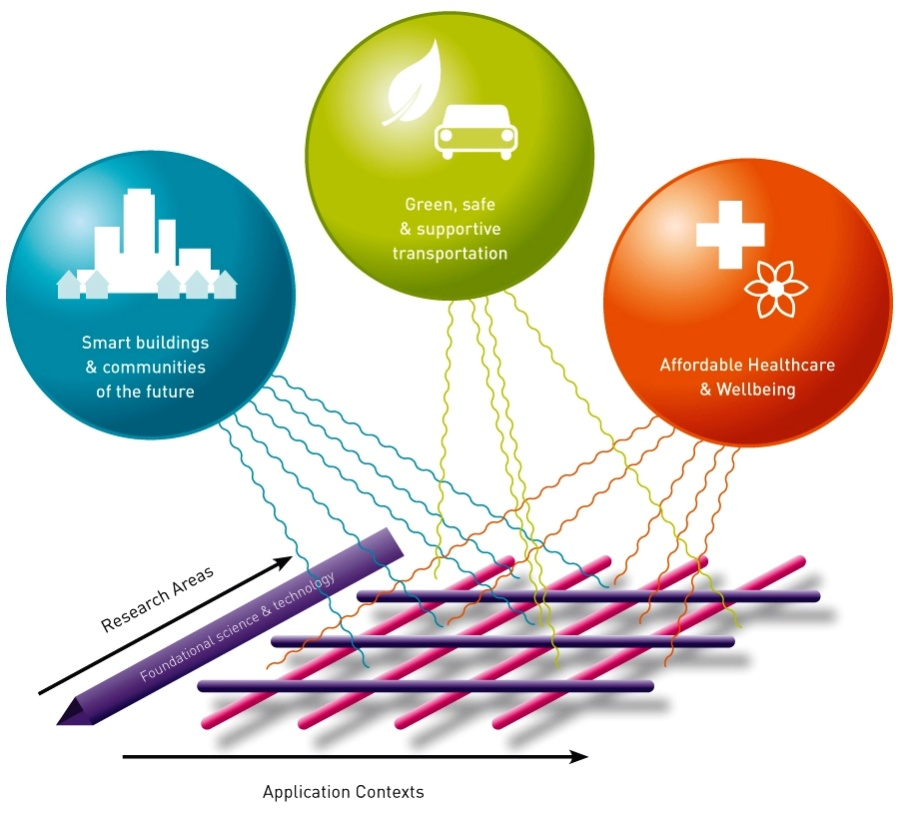 Green, safe
& supportive
transportation
Smart buildings
& communities
of the future
Affordable Healthcare
& Wellbeing
Research Areas
Foundational science & technology
Application Contexts